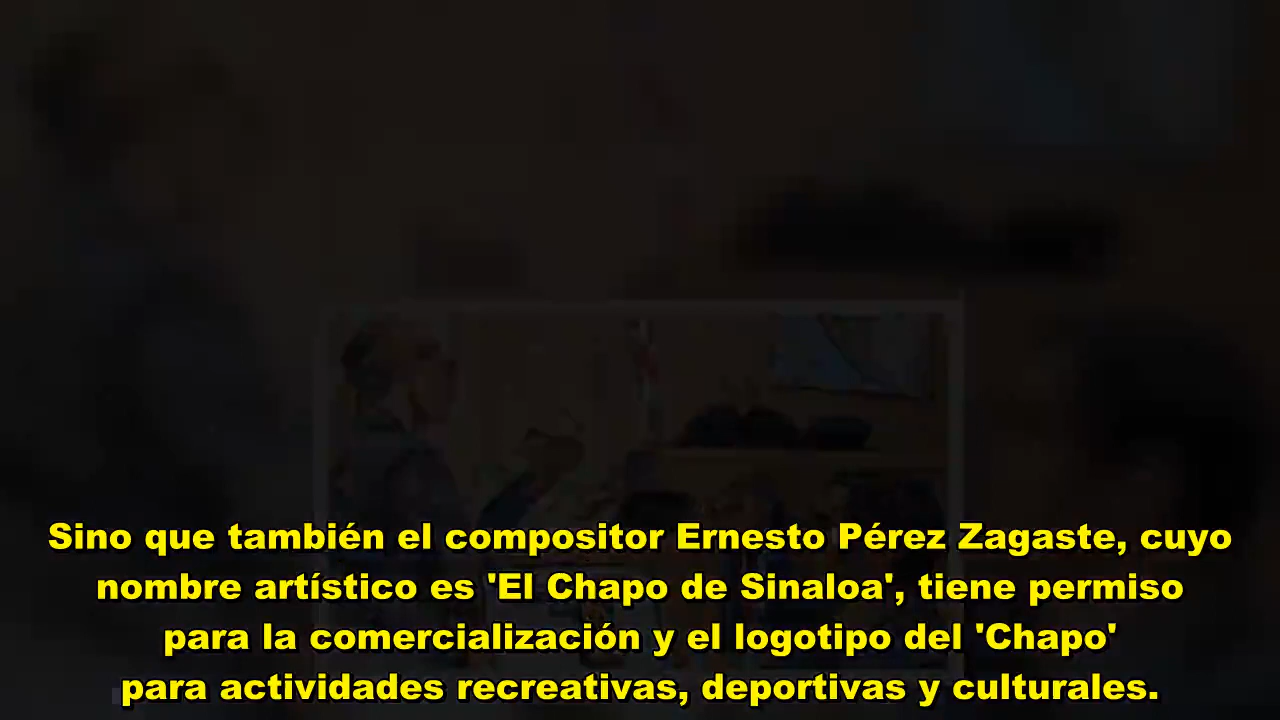 Sino que también el compositor Ernesto Pérez Zagaste, cuyo
nombre artístico es 'El Chapo de Sinaloa', tiene permiso
para la comercialización y el logotipo del 'Chapo'
para actividades recreativas, deportivas y culturales.